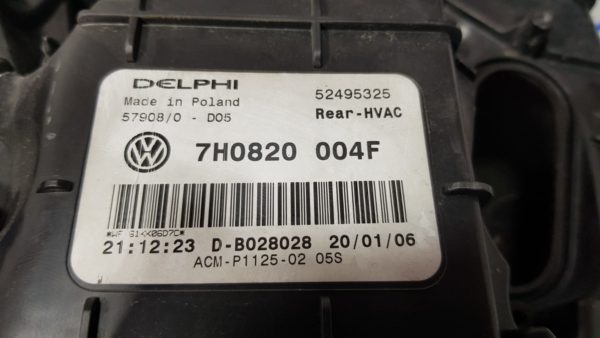 DELPHI
52495325
Made in Poland
57908/0 - D05
Rear-HVAC
7H0820 004F
21:12:23 D-B028028 20/01/06
ACM-P1125-02 05S